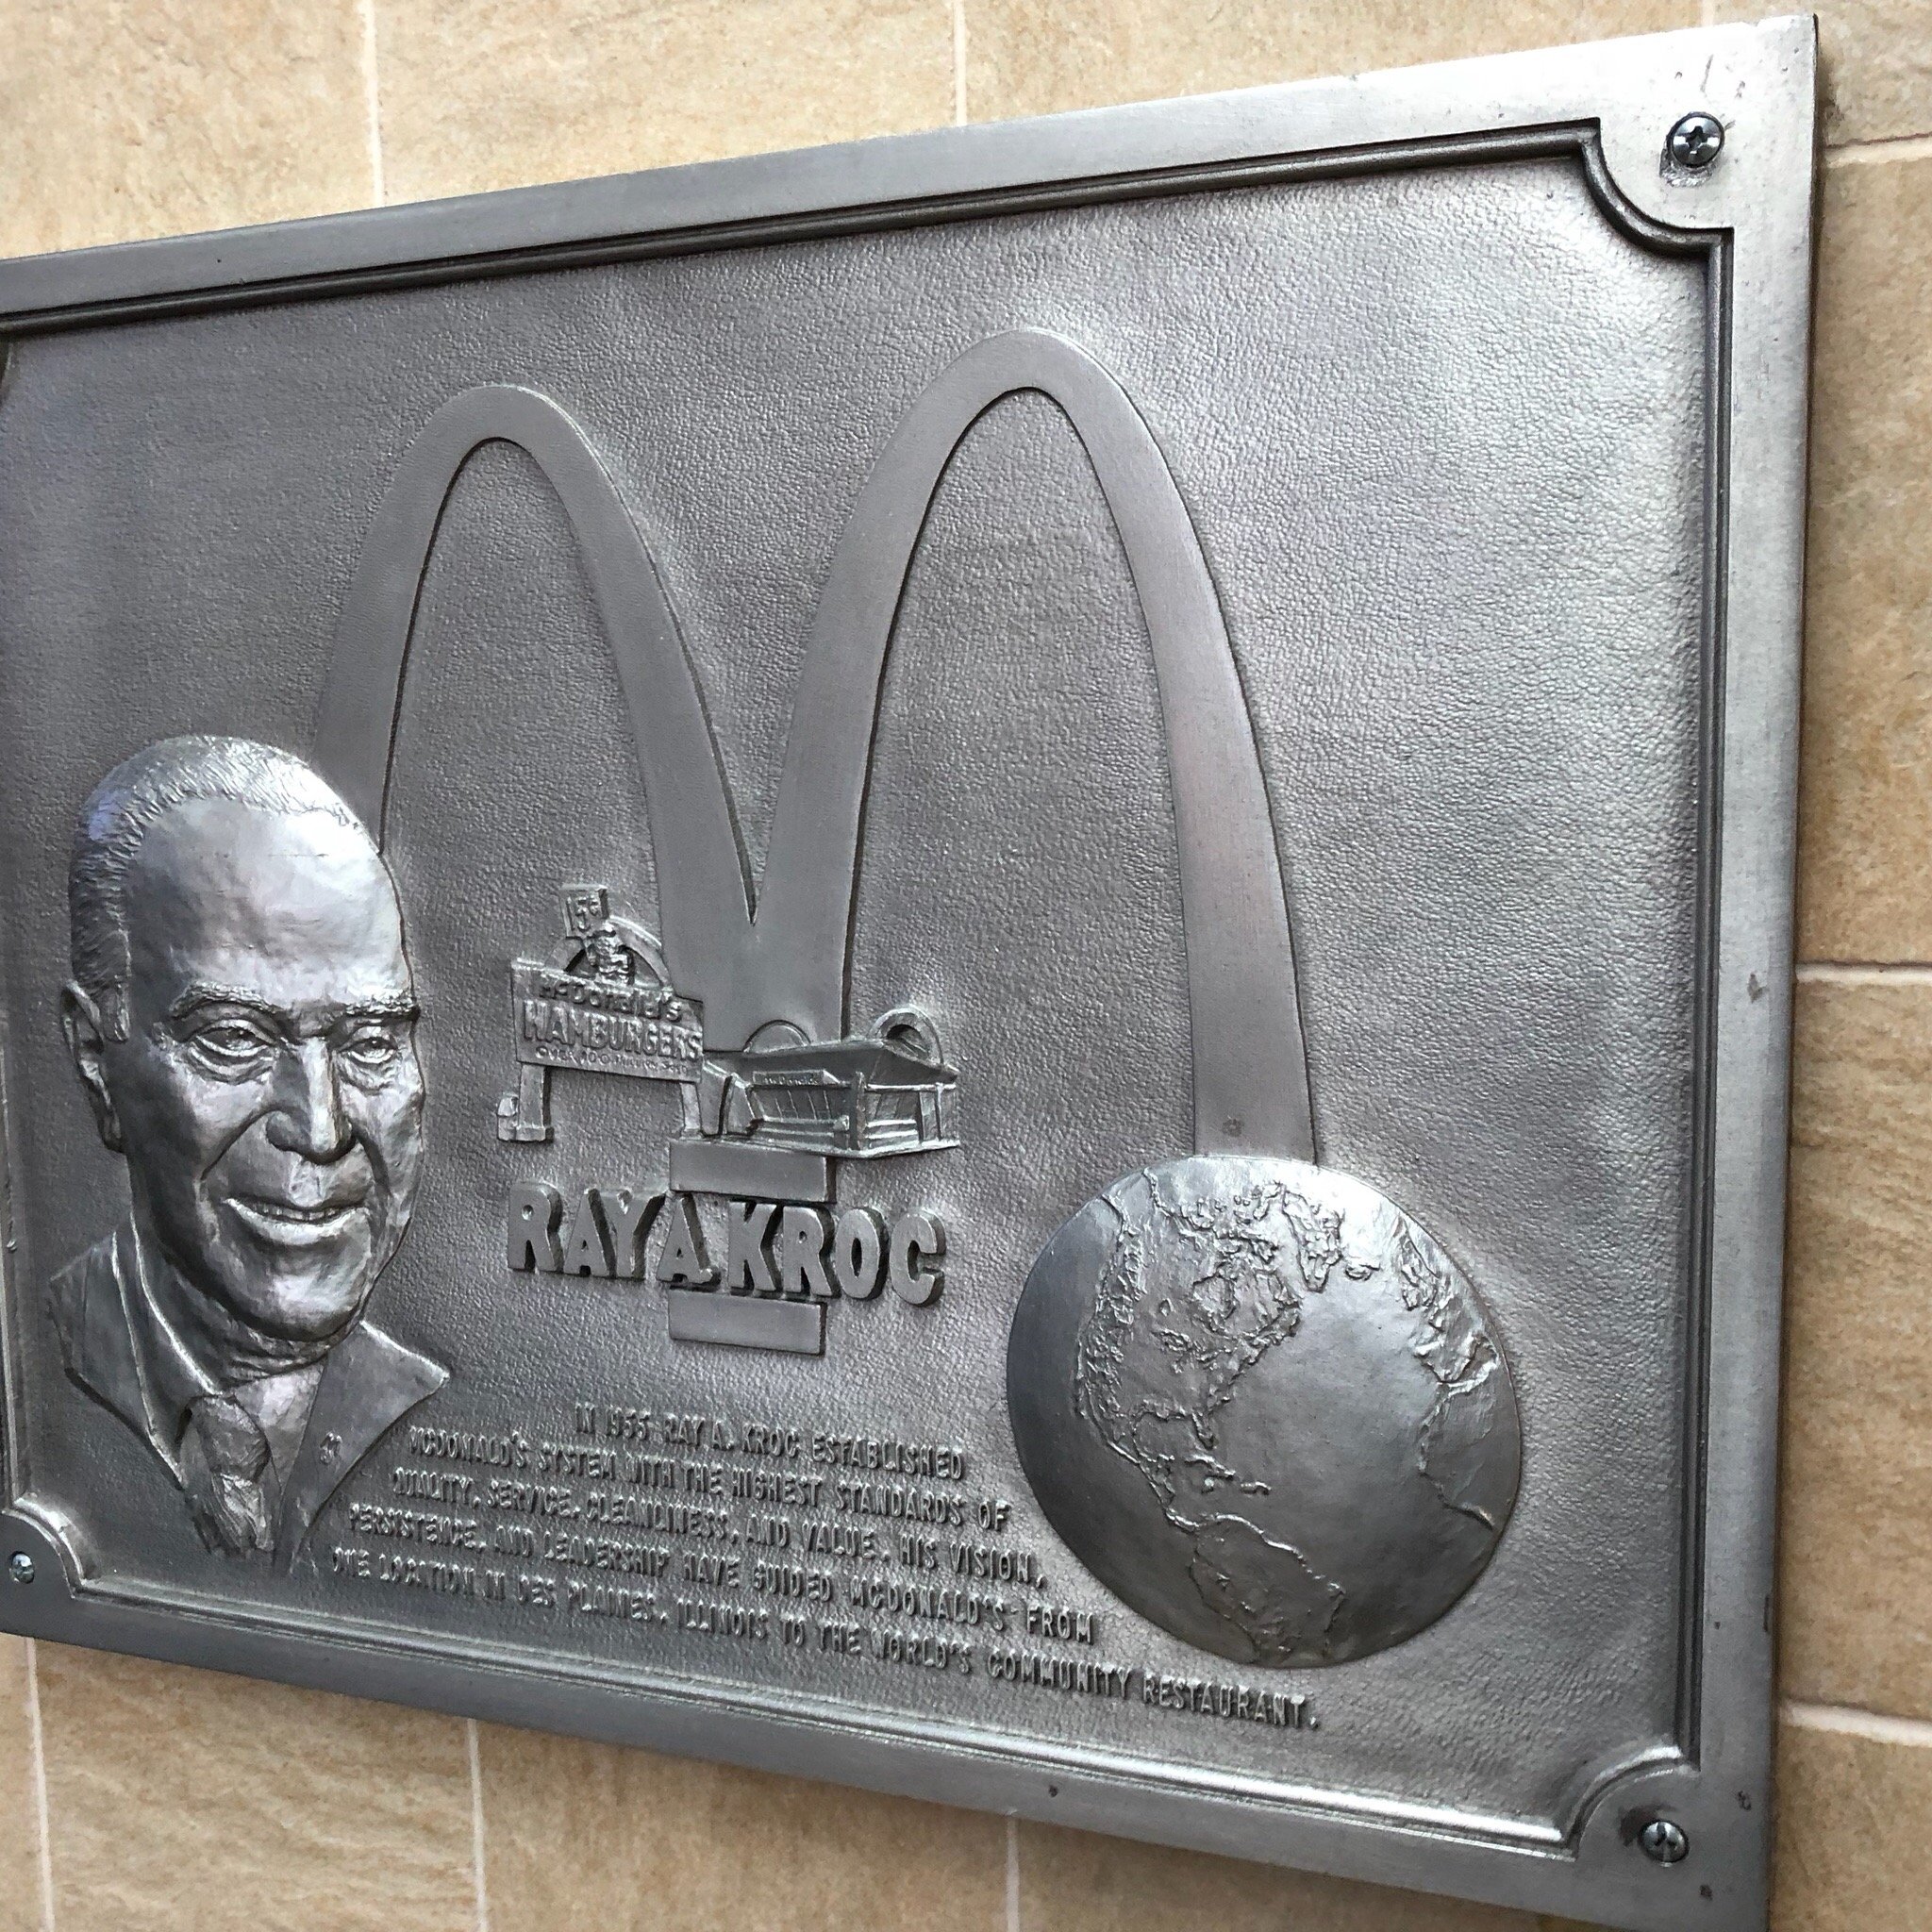 15¢
McDonald's
HAMBURGERS
RAY A. KROC
IN 1955 RAY A. KROC ESTABLISHED
MCDONALD'S SYSTEM WITH THE HIGHEST STANDARDS OF
QUALITY, SERVICE, CLEANLINESS, AND VALUE. HIS VISION,
PERSISTENCE, AND LEADERSHIP HAVE GUIDED MCDONALD'S FROM
ONE LOCATION IN DES PLAINES, ILLINOIS TO THE WORLD'S COMMUNITY RESTAURANT.